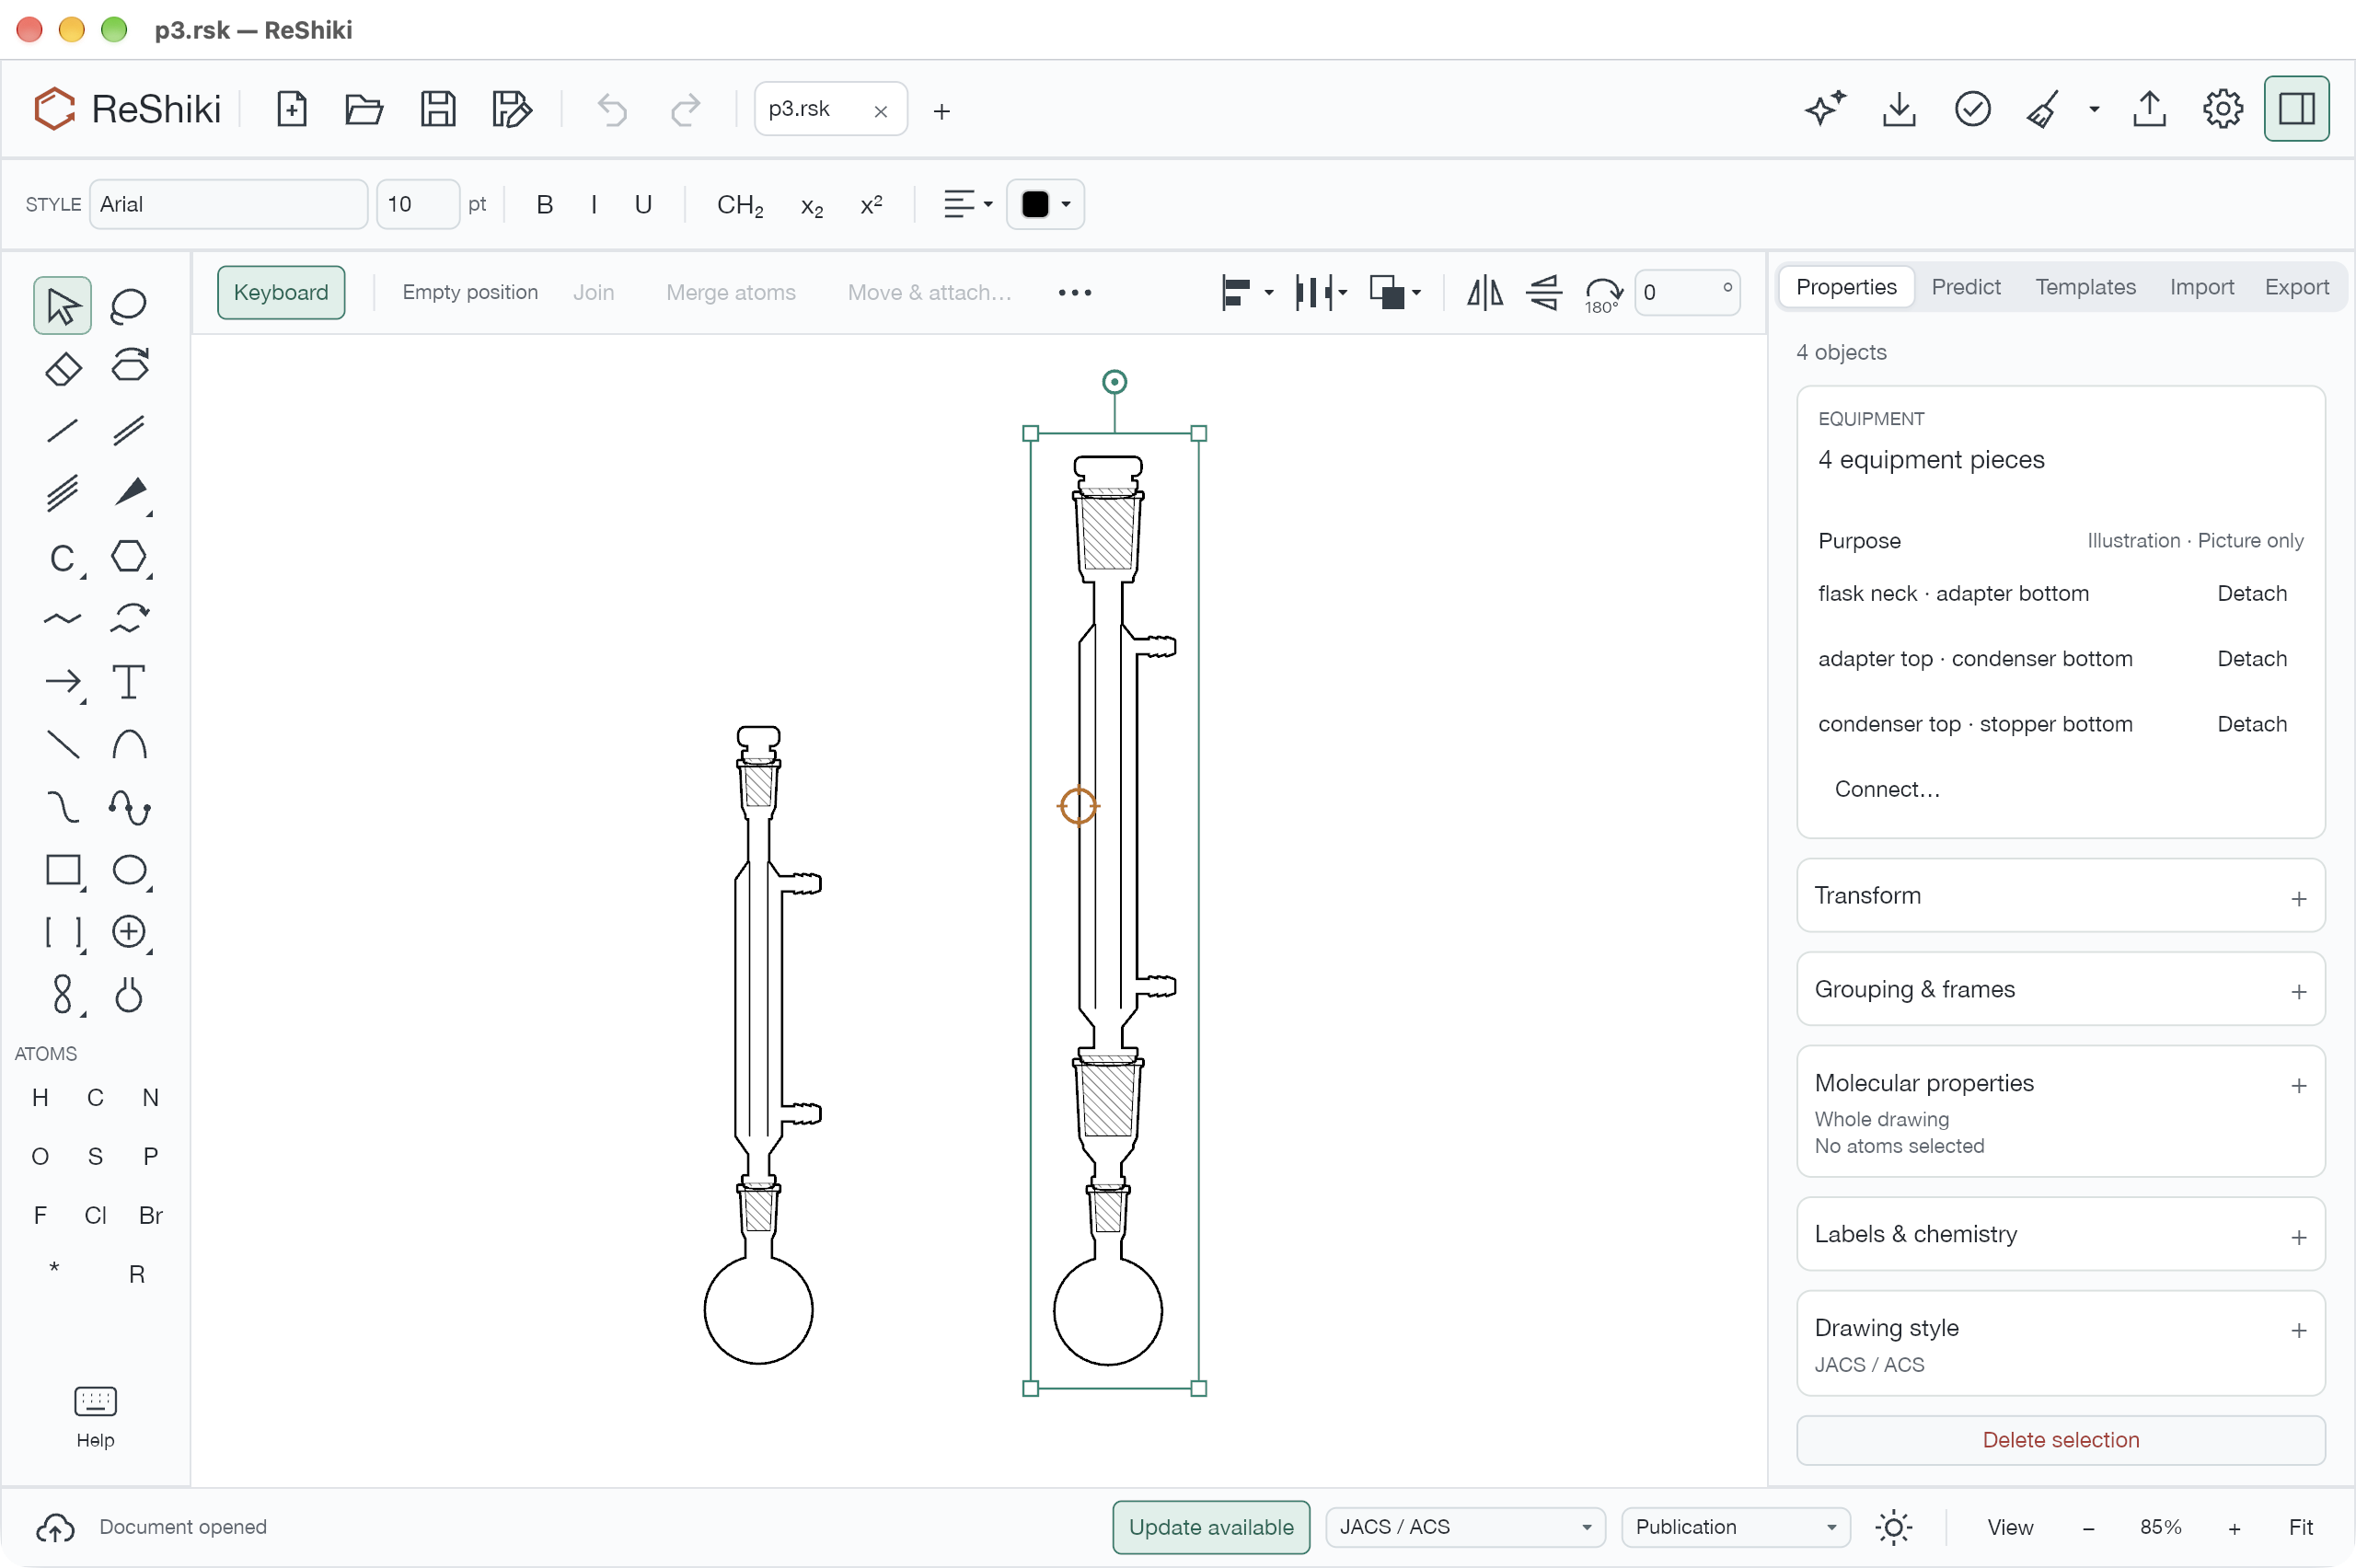 p3.rsk — ReShiki
ReShiki
p3.rsk
STYLE Arial 10 pt B I U CH₂ x₂ x²
Keyboard Empty position Join Merge atoms Move & attach... 180° 0 °
Properties Predict Templates Import Export
4 objects
EQUIPMENT
4 equipment pieces
Purpose Illustration · Picture only
flask neck · adapter bottom Detach
adapter top · condenser bottom Detach
condenser top · stopper bottom Detach
Connect...
Transform
Grouping & frames
Molecular properties
Whole drawing
No atoms selected
Labels & chemistry
Drawing style
JACS / ACS
Delete selection
C
T
[ ]
ATOMS
H C N
O S P
F Cl Br
* R
Help
Document opened Update available JACS / ACS Publication View − 85% + Fit